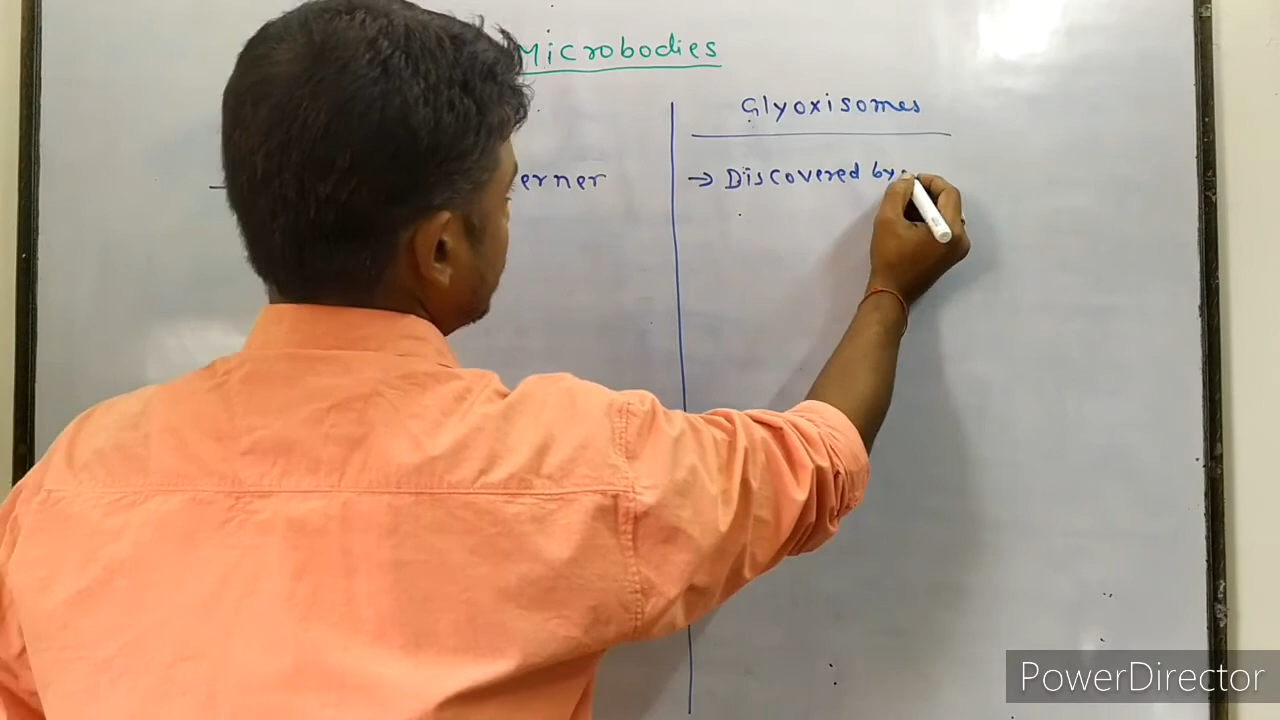 Microbodies
Glyoxisomes
erner
→ Discovered by
PowerDirector